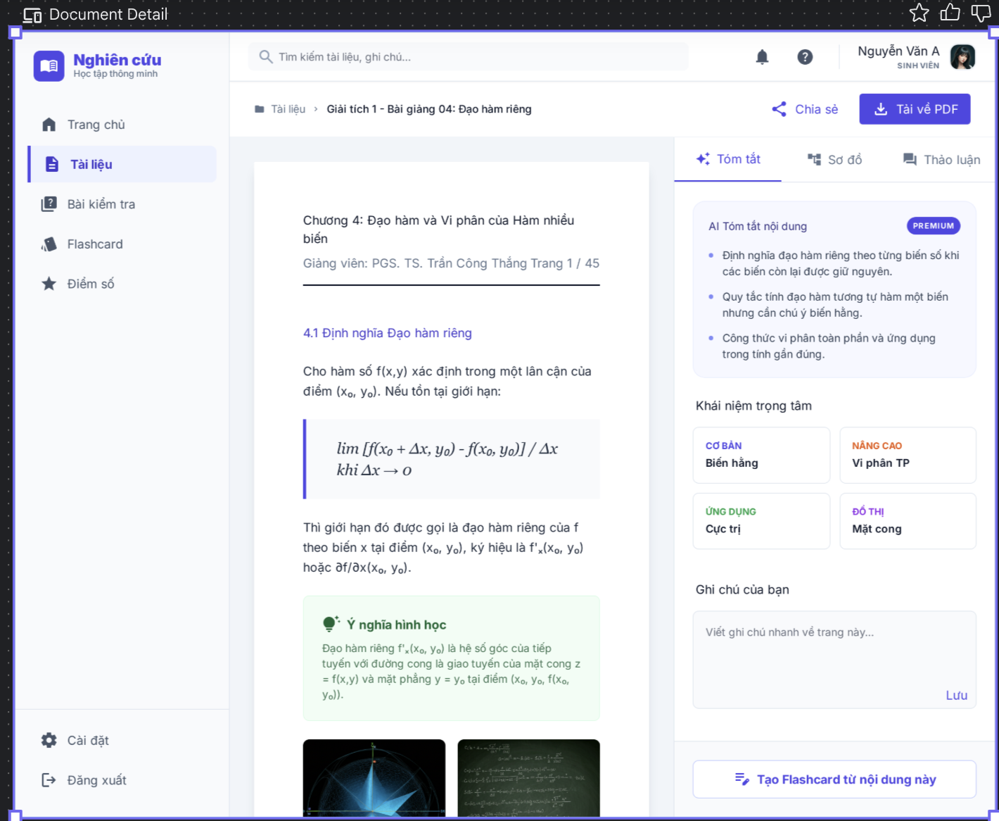 Document Detail
Nghiên cứu
Học tập thông minh
Trang chủ
Tài liệu
Bài kiểm tra
Flashcard
Điểm số
Cài đặt
Đăng xuất
Tìm kiếm tài liệu, ghi chú...
Nguyễn Văn A
SINH VIÊN
Tài liệu › Giải tích 1 - Bài giảng 04: Đạo hàm riêng
Chia sẻ
Tải về PDF
Chương 4: Đạo hàm và Vi phân của Hàm nhiều
biến
Giảng viên: PGS. TS. Trần Công Thắng Trang 1 / 45
4.1 Định nghĩa Đạo hàm riêng
Cho hàm số f(x,y) xác định trong một lân cận của
điểm (x₀, y₀). Nếu tồn tại giới hạn:
lim [f(x₀ + Δx, y₀) - f(x₀, y₀)] / Δx
khi Δx → 0
Thì giới hạn đó được gọi là đạo hàm riêng của f
theo biến x tại điểm (x₀, y₀), ký hiệu là f'ₓ(x₀, y₀)
hoặc ∂f/∂x(x₀, y₀).
Ý nghĩa hình học
Đạo hàm riêng f'ₓ(x₀, y₀) là hệ số góc của tiếp
tuyến với đường cong là giao tuyến của mặt cong z
= f(x,y) và mặt phẳng y = y₀ tại điểm (x₀, y₀, f(x₀,
y₀)).
Tóm tắt
Sơ đồ
Thảo luận
AI Tóm tắt nội dung
PREMIUM
Định nghĩa đạo hàm riêng theo từng biến số khi
các biến còn lại được giữ nguyên.
Quy tắc tính đạo hàm tương tự hàm một biến
nhưng cần chú ý biến hằng.
Công thức vi phân toàn phần và ứng dụng
trong tính gần đúng.
Khái niệm trọng tâm
CƠ BẢN
Biến hằng
NÂNG CAO
Vi phân TP
ỨNG DỤNG
Cực trị
ĐỒ THỊ
Mặt cong
Ghi chú của bạn
Viết ghi chú nhanh về trang này...
Lưu
Tạo Flashcard từ nội dung này